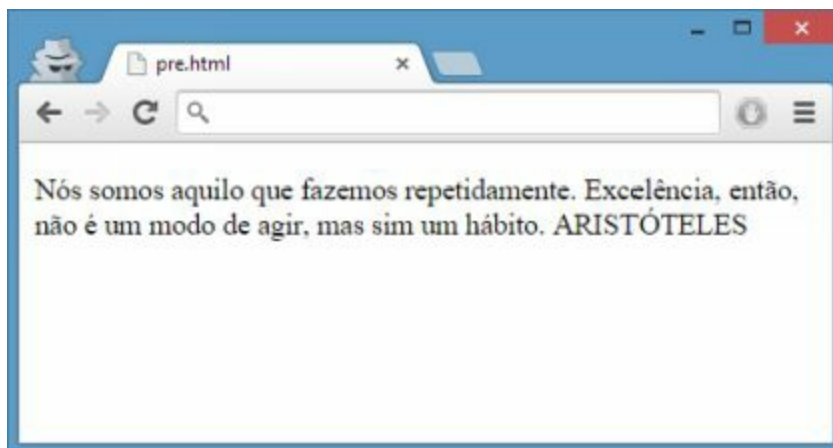 pre.html
Nós somos aquilo que fazemos repetidamente. Excelência, então,
não é um modo de agir, mas sim um hábito. ARISTÓTELES